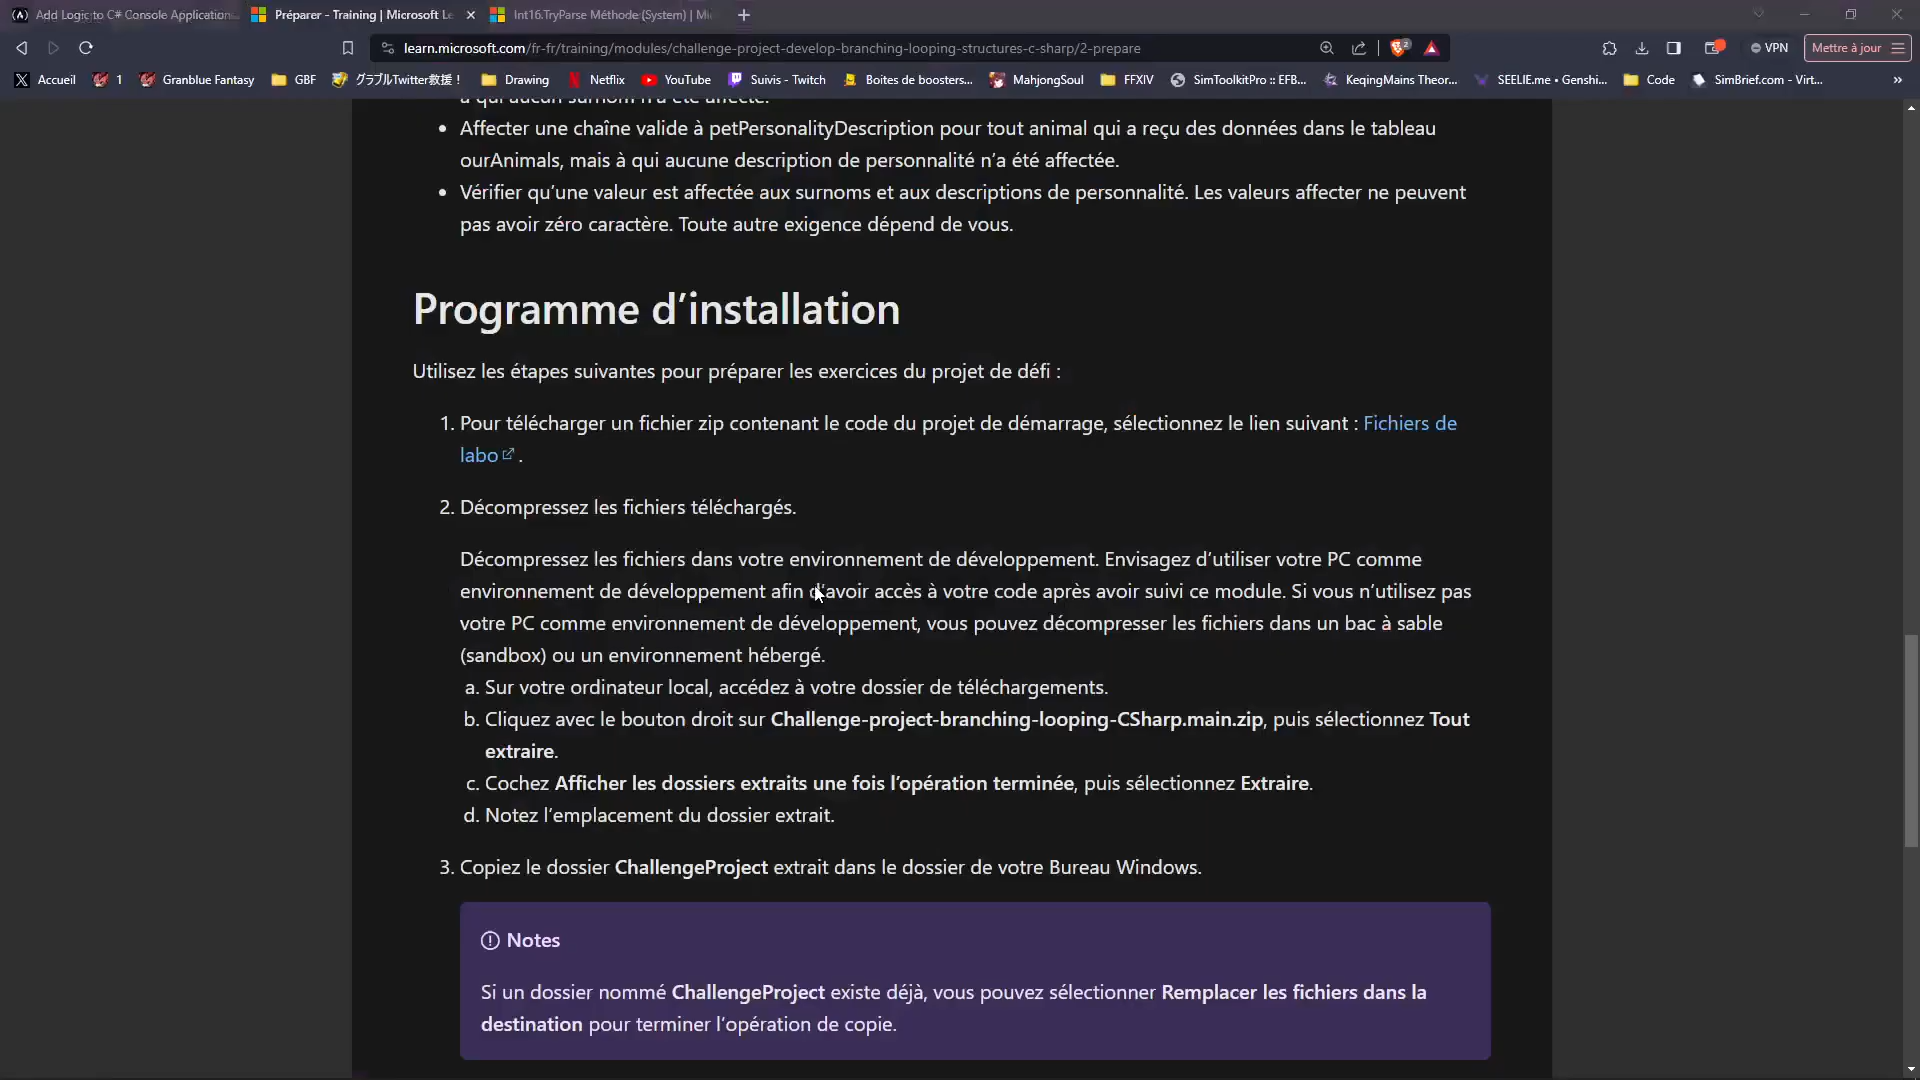 Add Logic to C# Console Application
Préparer - Training | Microsoft Le
Int16.TryParse Méthode (System) | Mi
learn.microsoft.com/fr-fr/training/modules/challenge-project-develop-branching-looping-structures-c-sharp/2-prepare
2
VPN
Mettre à jour
Accueil
1
Granblue Fantasy
GBF
グラブルTwitter救援！
Drawing
Netflix
YouTube
Suivis - Twitch
Boites de boosters...
MahjongSoul
FFXIV
SimToolkitPro :: EFB...
KeqingMains Theor...
SEELIE.me • Genshi...
Code
SimBrief.com - Virt...
»
à qui aucun surnom n’a été affecté.
• Affecter une chaîne valide à petPersonalityDescription pour tout animal qui a reçu des données dans le tableau
ourAnimals, mais à qui aucune description de personnalité n’a été affectée.
• Vérifier qu’une valeur est affectée aux surnoms et aux descriptions de personnalité. Les valeurs affecter ne peuvent
pas avoir zéro caractère. Toute autre exigence dépend de vous.
Programme d’installation
Utilisez les étapes suivantes pour préparer les exercices du projet de défi :
1. Pour télécharger un fichier zip contenant le code du projet de démarrage, sélectionnez le lien suivant : Fichiers de
labo .
2. Décompressez les fichiers téléchargés.
Décompressez les fichiers dans votre environnement de développement. Envisagez d’utiliser votre PC comme
environnement de développement afin d’avoir accès à votre code après avoir suivi ce module. Si vous n’utilisez pas
votre PC comme environnement de développement, vous pouvez décompresser les fichiers dans un bac à sable
(sandbox) ou un environnement hébergé.
a. Sur votre ordinateur local, accédez à votre dossier de téléchargements.
b. Cliquez avec le bouton droit sur Challenge-project-branching-looping-CSharp.main.zip, puis sélectionnez Tout
extraire.
c. Cochez Afficher les dossiers extraits une fois l’opération terminée, puis sélectionnez Extraire.
d. Notez l’emplacement du dossier extrait.
3. Copiez le dossier ChallengeProject extrait dans le dossier de votre Bureau Windows.
Notes
Si un dossier nommé ChallengeProject existe déjà, vous pouvez sélectionner Remplacer les fichiers dans la
destination pour terminer l’opération de copie.